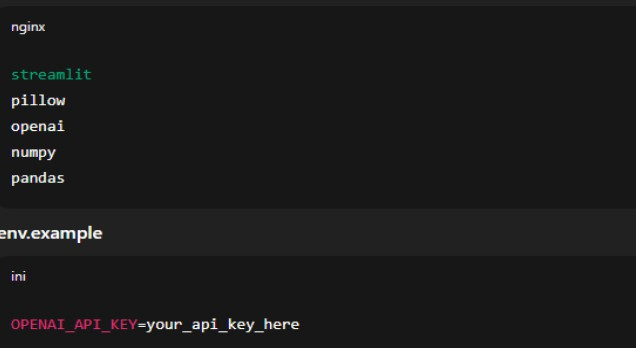 nginx
streamlit
pillow
openai
numpy
pandas
env.example
ini
OPENAI_API_KEY=your_api_key_here